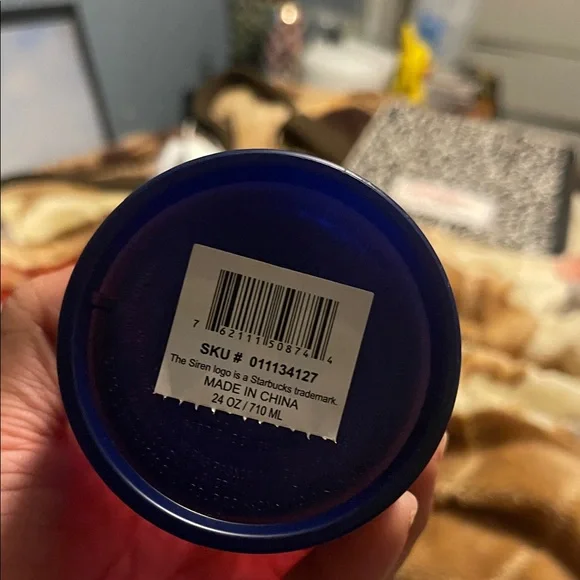 7 62111 50874 4
SKU # 011134127
The Siren logo is a Starbucks trademark.
MADE IN CHINA
24 OZ / 710 ML